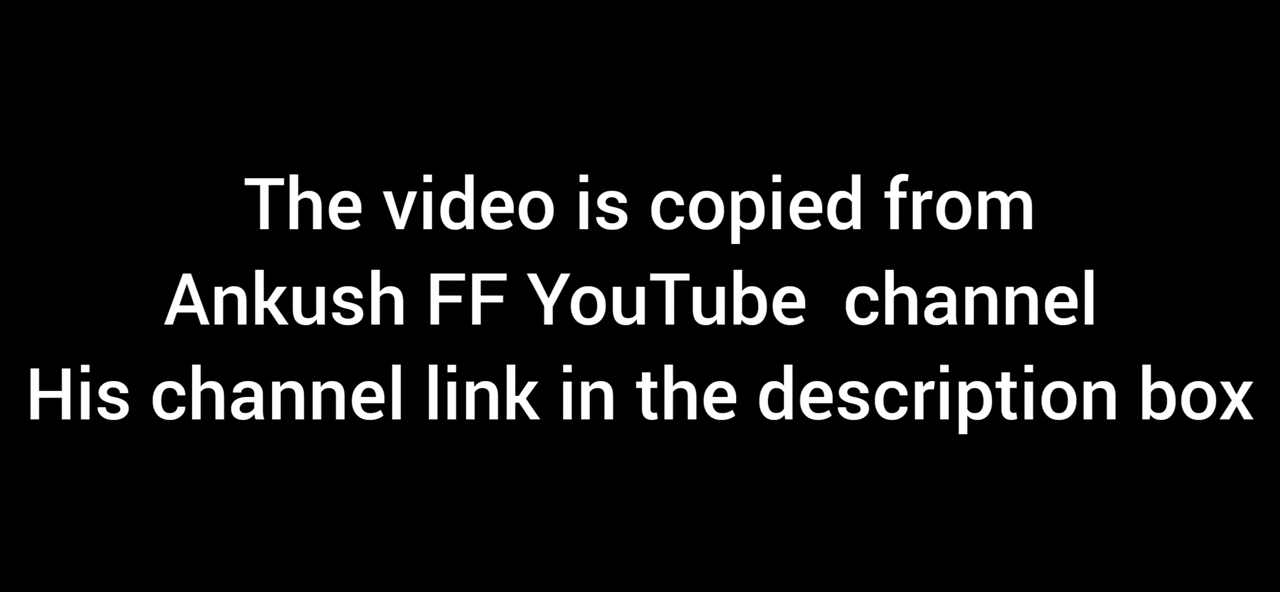 The video is copied from
Ankush FF YouTube channel
His channel link in the description box